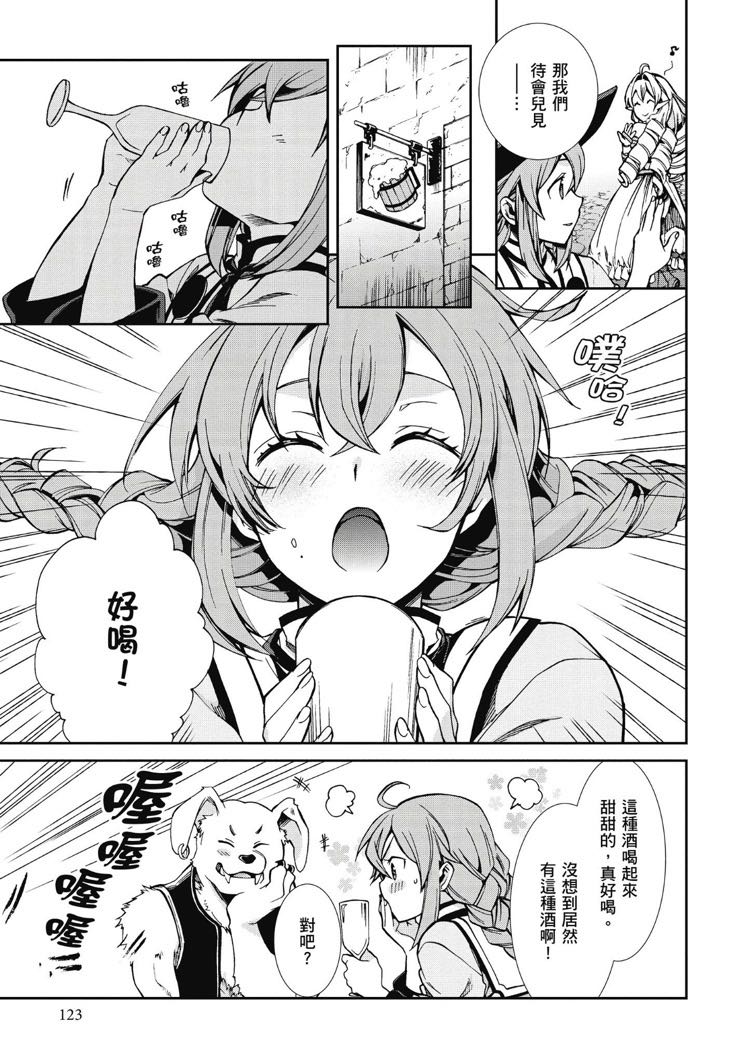 那我們
待會兒見
——…
♪
咕嚕
咕嚕
咕嚕
噗哈！
好喝！
這種酒喝起來
甜甜的，真好喝。
沒想到居然
有這種酒啊！
對吧？
喔喔喔喔
123